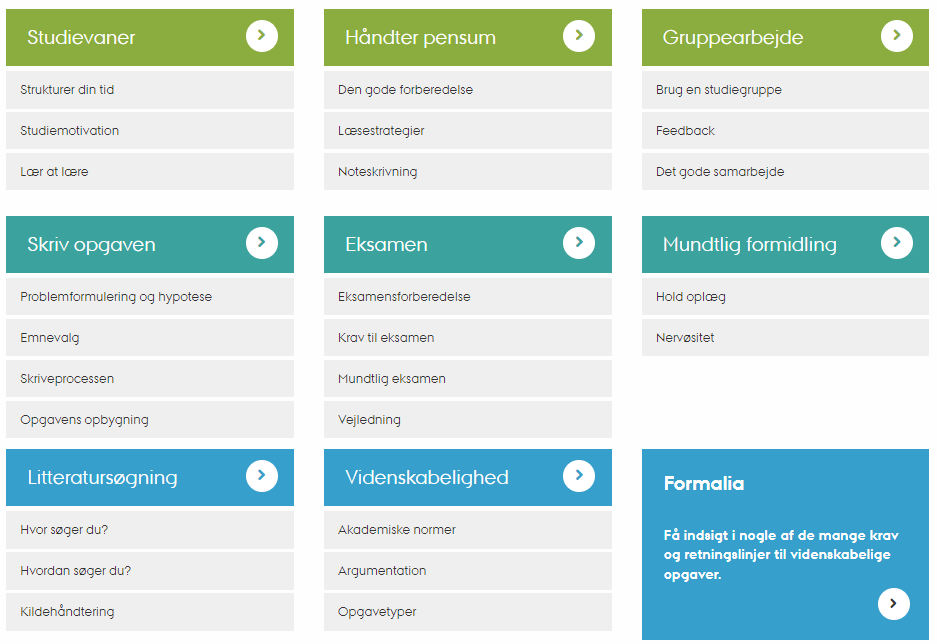 Studievaner
Strukturer din tid
Studiemotivation
Lær at lære
Håndter pensum
Den gode forberedelse
Læsestrategier
Noteskrivning
Gruppearbejde
Brug en studiegruppe
Feedback
Det gode samarbejde
Skriv opgaven
Problemformulering og hypotese
Emnevalg
Skriveprocessen
Opgavens opbygning
Eksamen
Eksamensforberedelse
Krav til eksamen
Mundtlig eksamen
Vejledning
Mundtlig formidling
Hold oplæg
Nervøsitet
Litteratursøgning
Hvor søger du?
Hvordan søger du?
Kildehåndtering
Videnskabelighed
Akademiske normer
Argumentation
Opgavetyper
Formalia
Få indsigt i nogle af de mange krav
og retningslinjer til videnskabelige
opgaver.